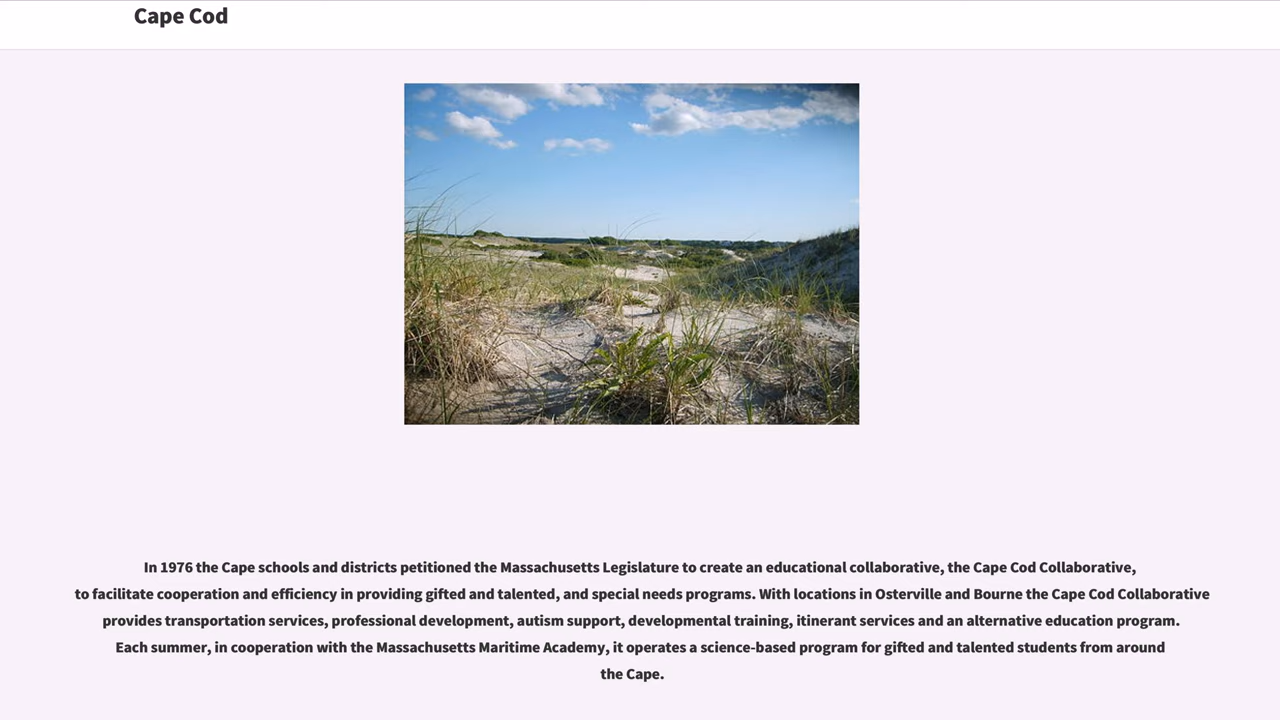 Cape Cod
In 1976 the Cape schools and districts petitioned the Massachusetts Legislature to create an educational collaborative, the Cape Cod Collaborative,
to facilitate cooperation and efficiency in providing gifted and talented, and special needs programs. With locations in Osterville and Bourne the Cape Cod Collaborative
provides transportation services, professional development, autism support, developmental training, itinerant services and an alternative education program.
Each summer, in cooperation with the Massachusetts Maritime Academy, it operates a science-based program for gifted and talented students from around
the Cape.